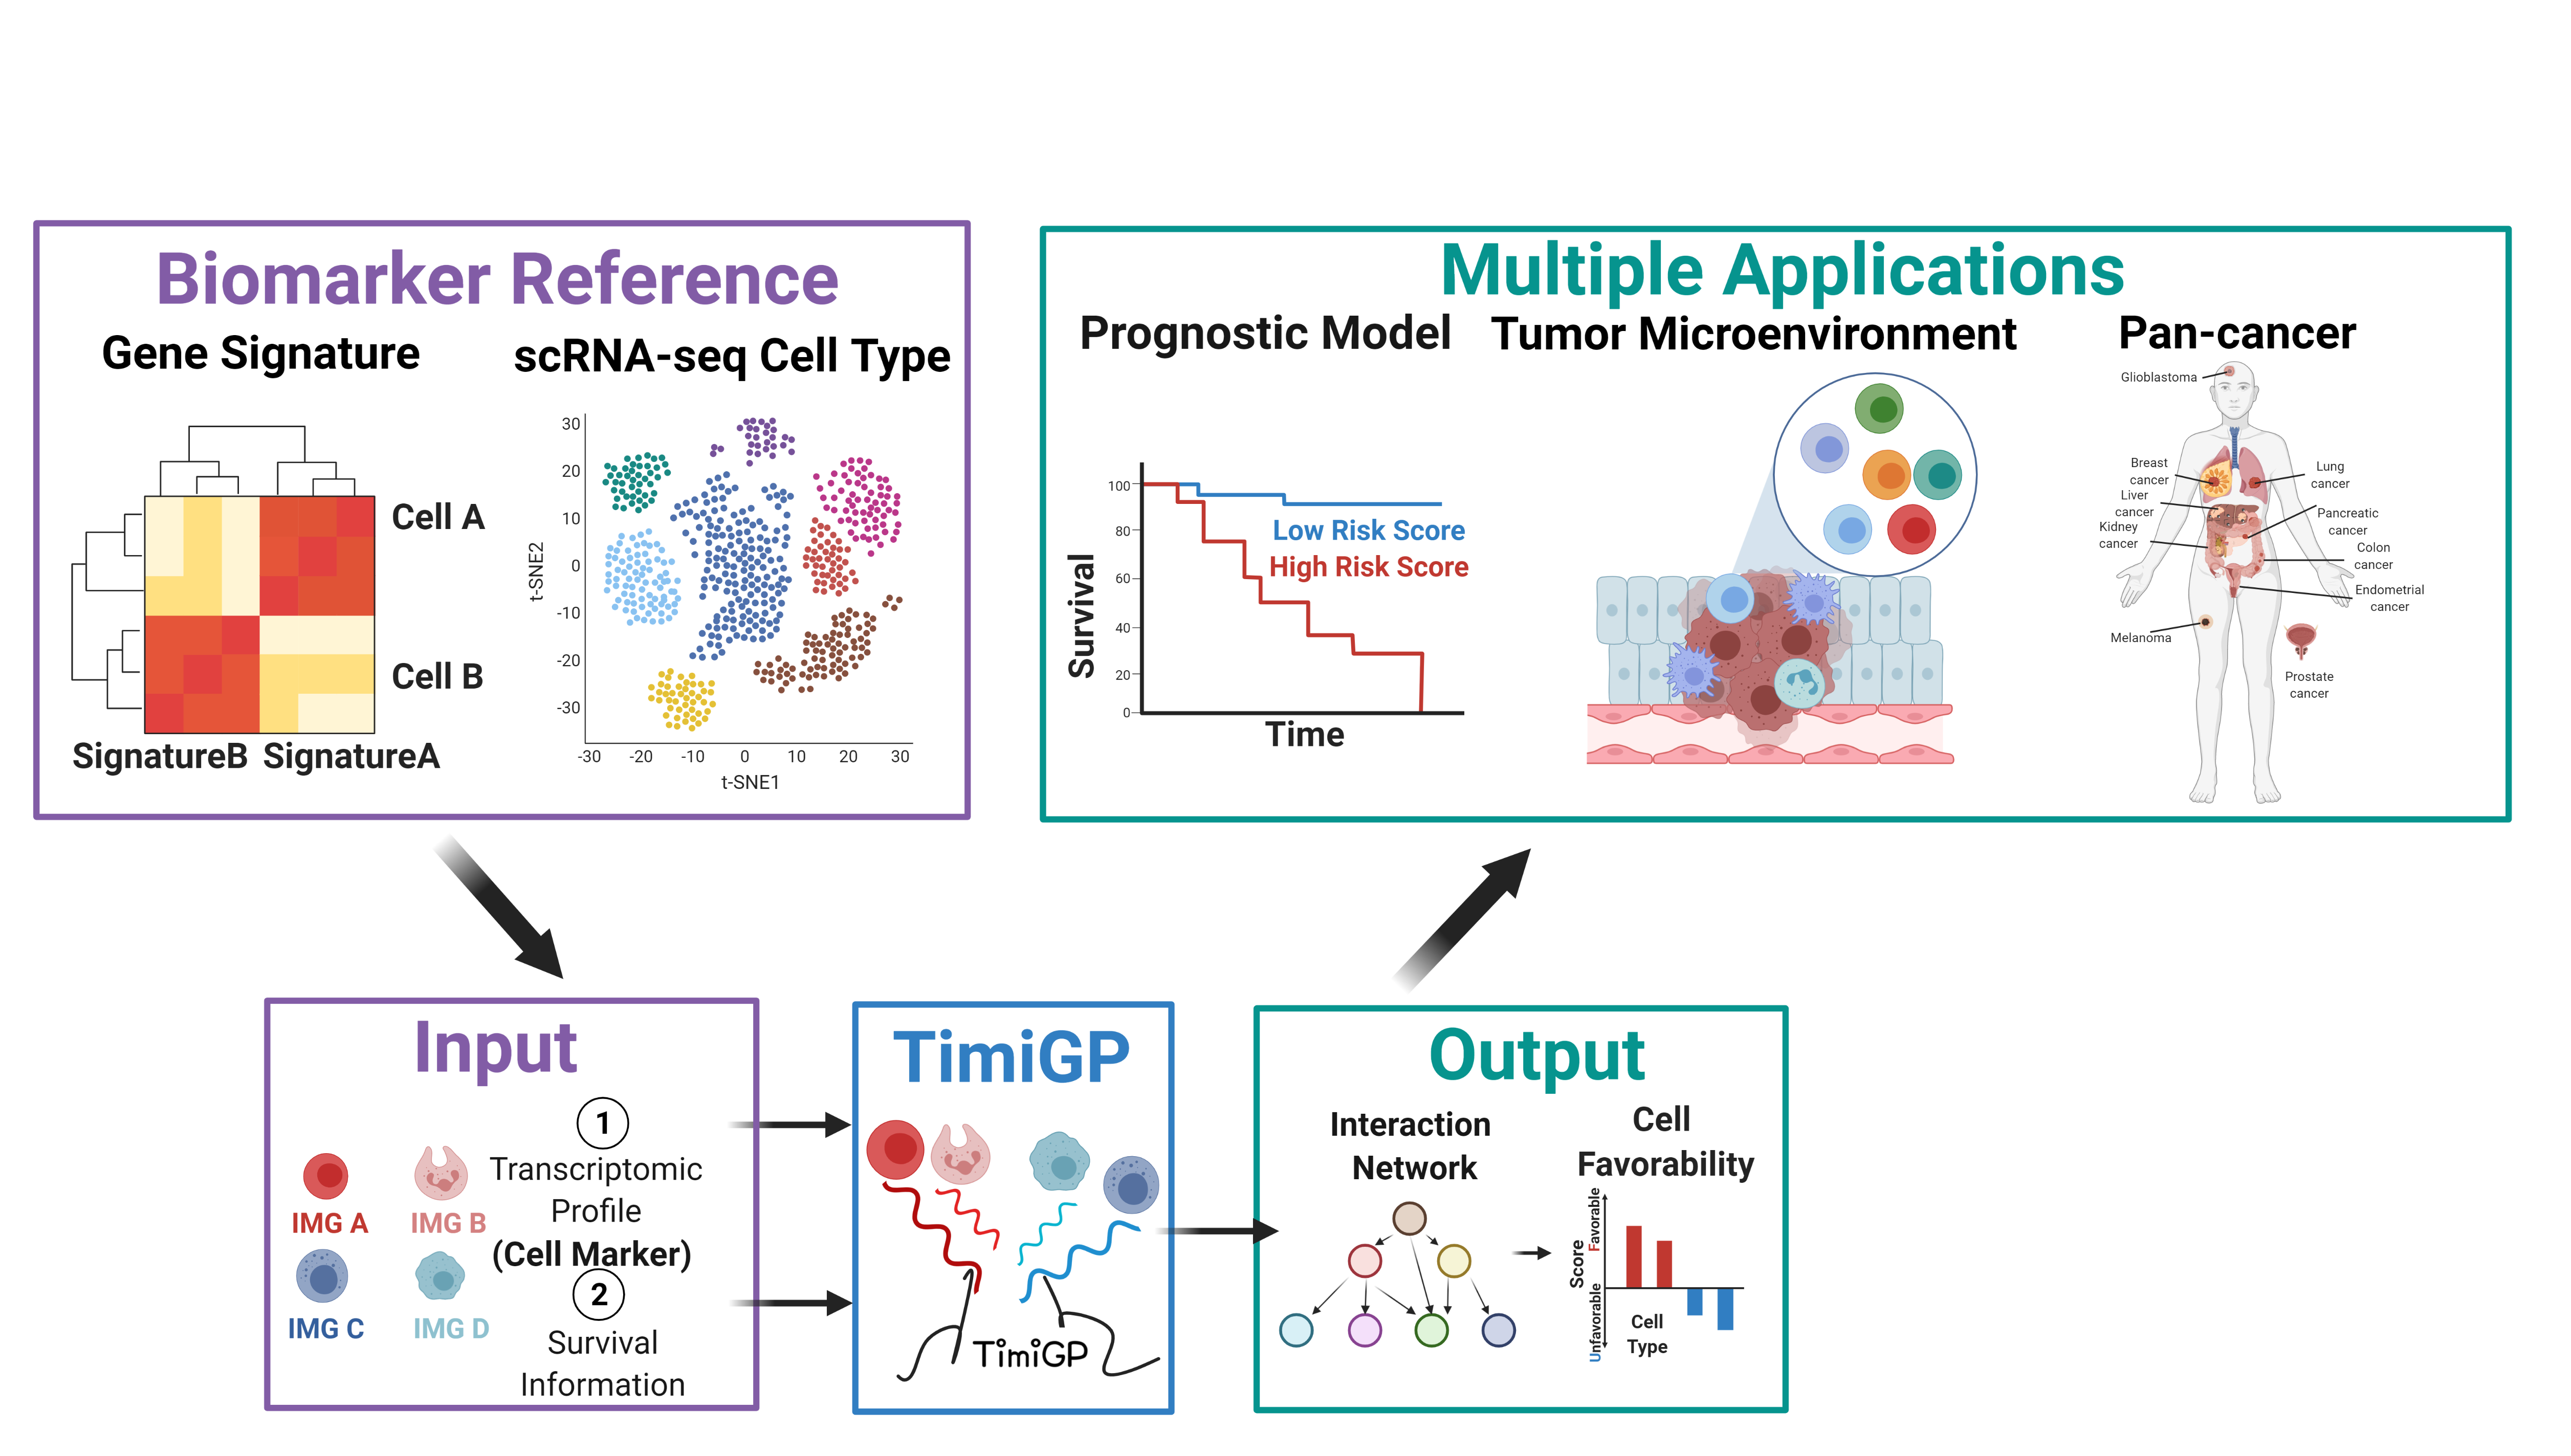 Biomarker Reference
Gene Signature
scRNA-seq Cell Type
Cell A
Cell B
SignatureB SignatureA
30
20
10
0
-10
-20
-30
t-SNE2
-30 -20 -10 0 10 20 30
t-SNE1
Multiple Applications
Prognostic Model
Tumor Microenvironment
Pan-cancer
Survival
100
80
60
40
20
0
Low Risk Score
High Risk Score
Time
Glioblastoma
Breast
cancer
Liver
cancer
Kidney
cancer
Melanoma
Lung
cancer
Pancreatic
cancer
Colon
cancer
Endometrial
cancer
Prostate
cancer
Input
IMG A
IMG B
IMG C
IMG D
1
Transcriptomic
Profile
(Cell Marker)
2
Survival
Information
TimiGP
TimiGP
Output
Interaction
Network
Cell
Favorability
Score
Favorable
Unfavorable
Cell
Type